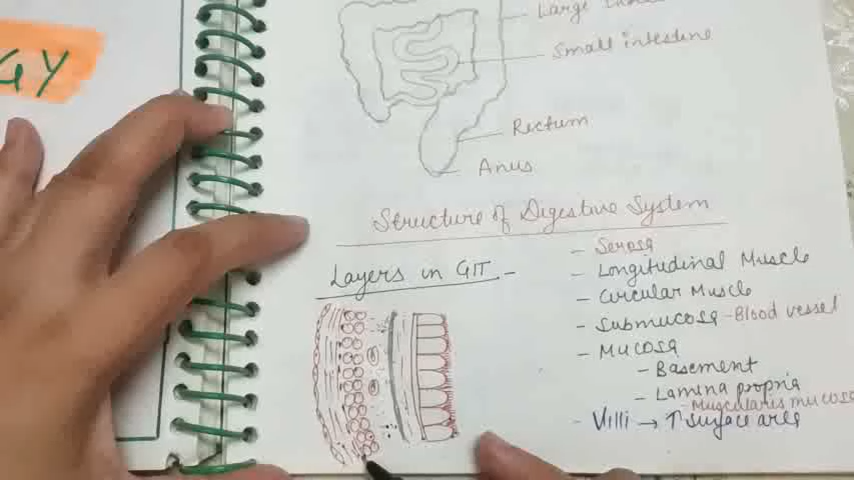 GY
Large
Small intestine
Rectum
Anus
Structure of Digestive System
Layers in GIT -
- Serosa
- Longitudinal Muscle
- Circular Muscle
- Submucosa - Blood vessel
- Mucosa
- Basement
- Lamina propria
- Muscularis mucosa
- Villi → ↑ Surface area